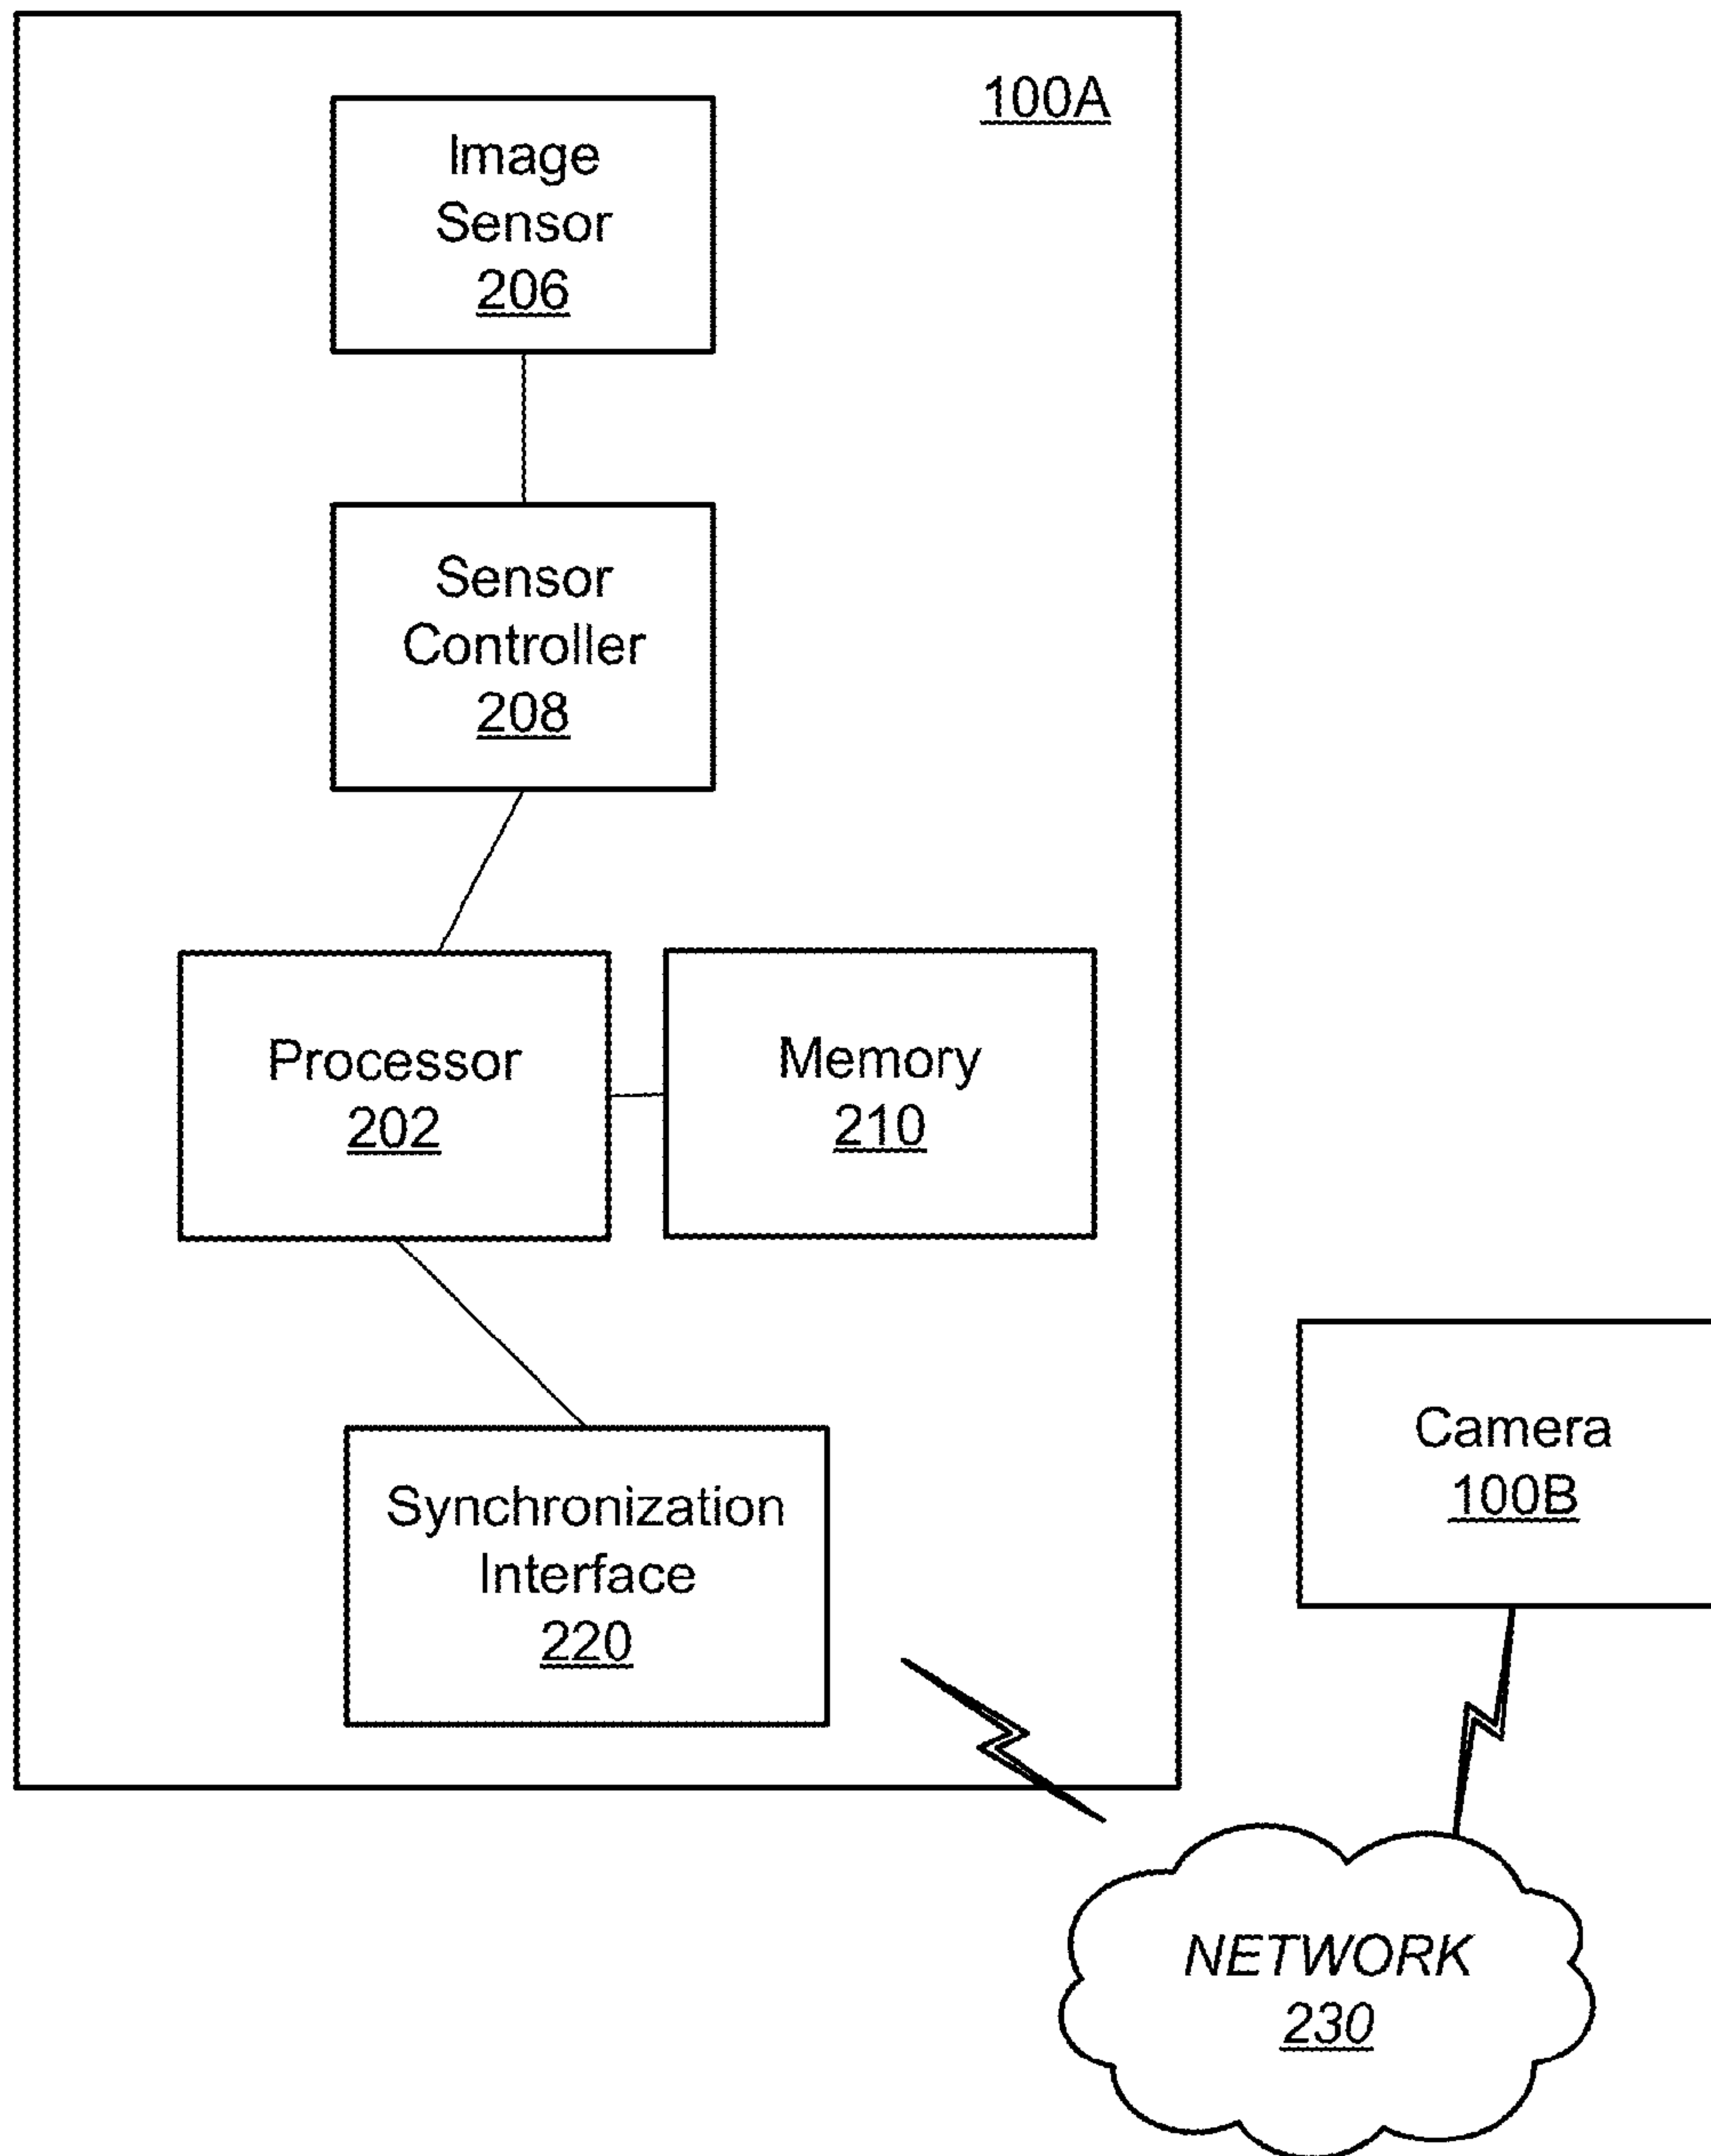 100A
Image
Sensor
206
Sensor
Controller
208
Processor
202
Memory
210
Synchronization
Interface
220
Camera
100B
NETWORK
230